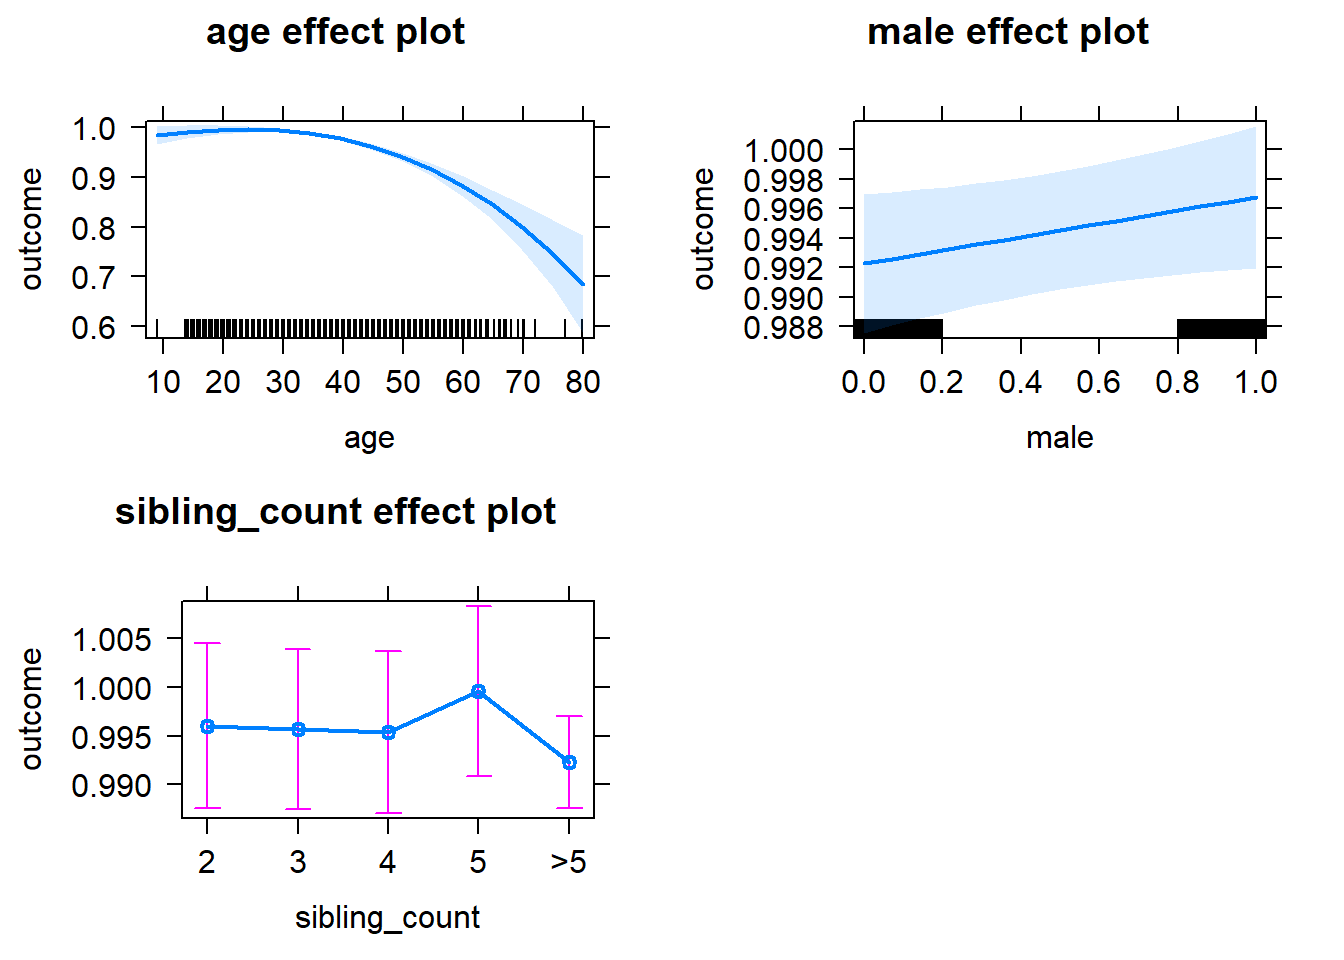 age effect plot
outcome
1.0
0.9
0.8
0.7
0.6
10 20 30 40 50 60 70 80
age
male effect plot
outcome
1.000
0.998
0.996
0.994
0.992
0.990
0.988
0.0 0.2 0.4 0.6 0.8 1.0
male
sibling_count effect plot
outcome
1.005
1.000
0.995
0.990
2 3 4 5 >5
sibling_count